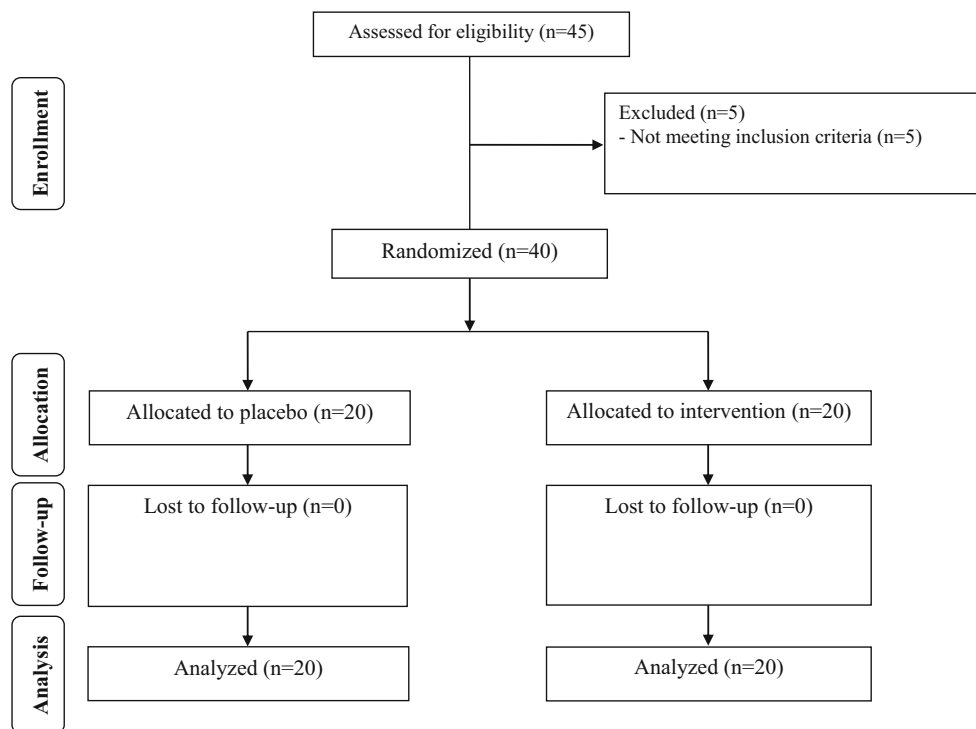 Assessed for eligibility (n=45)
Enrollment
Excluded (n=5)
- Not meeting inclusion criteria (n=5)
Randomized (n=40)
Allocation
Allocated to placebo (n=20)
Allocated to intervention (n=20)
Follow-up
Lost to follow-up (n=0)
Lost to follow-up (n=0)
Analysis
Analyzed (n=20)
Analyzed (n=20)